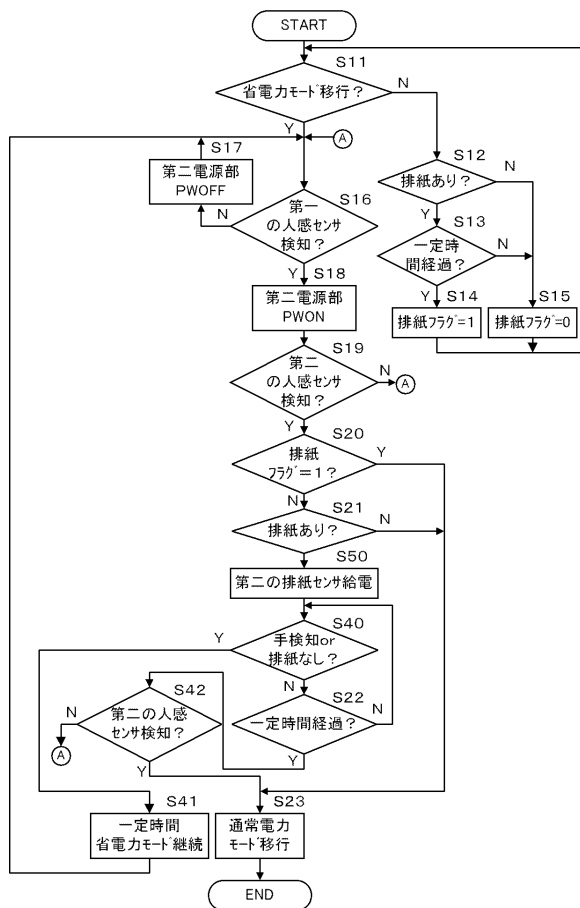 START
S11
省電力モード移行？
N
Y
A
S17
第二電源部
PWOFF
S16
第一
の人感センサ
検知？
N
Y
S12
排紙あり？
N
Y
S13
一定時
間経過？
N
Y
S14
排紙フラグ=1
S15
排紙フラグ=0
S18
第二電源部
PWON
S19
第二
の人感センサ
検知？
N
A
Y
S20
排紙
フラグ=1？
Y
N
S21
排紙あり？
N
Y
S50
第二の排紙センサ給電
S40
手検知or
排紙なし？
Y
N
S22
一定時間経過？
N
Y
S42
第二の人感
センサ検知？
N
A
Y
S41
一定時間
省電力モード継続
S23
通常電力
モード移行
END